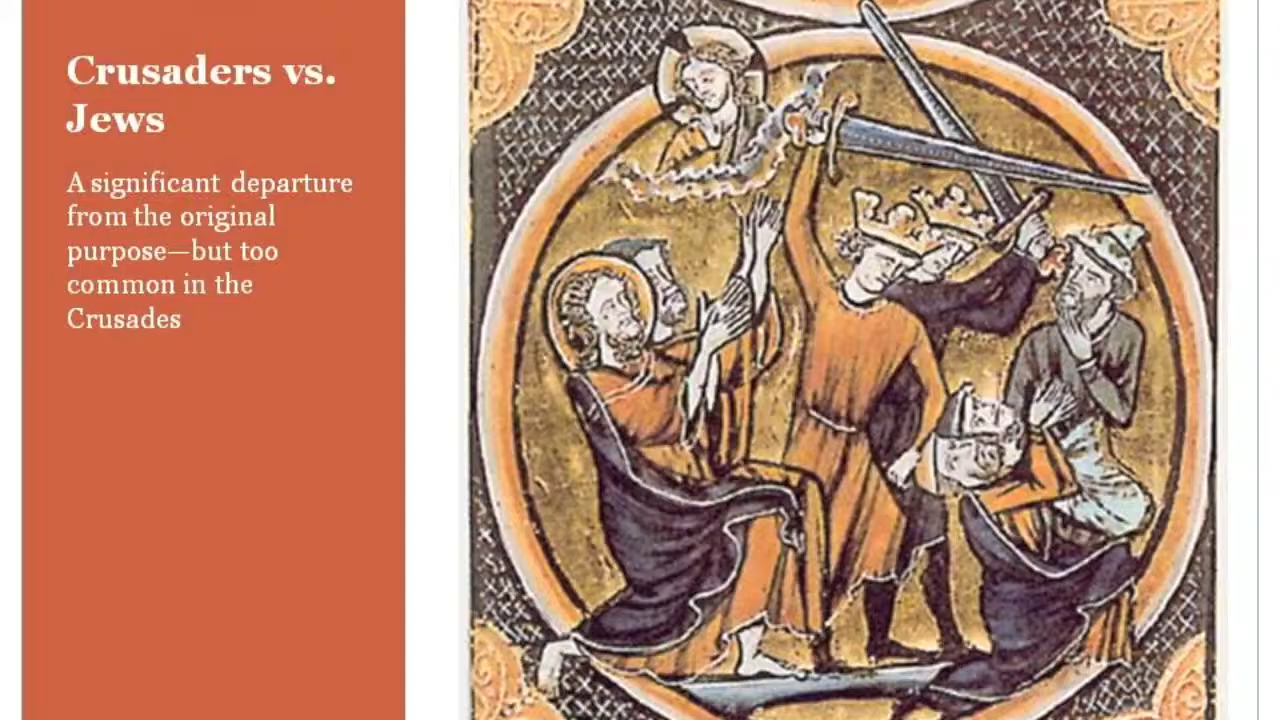 Crusaders vs.
Jews
A significant departure
from the original
purpose—but too
common in the
Crusades